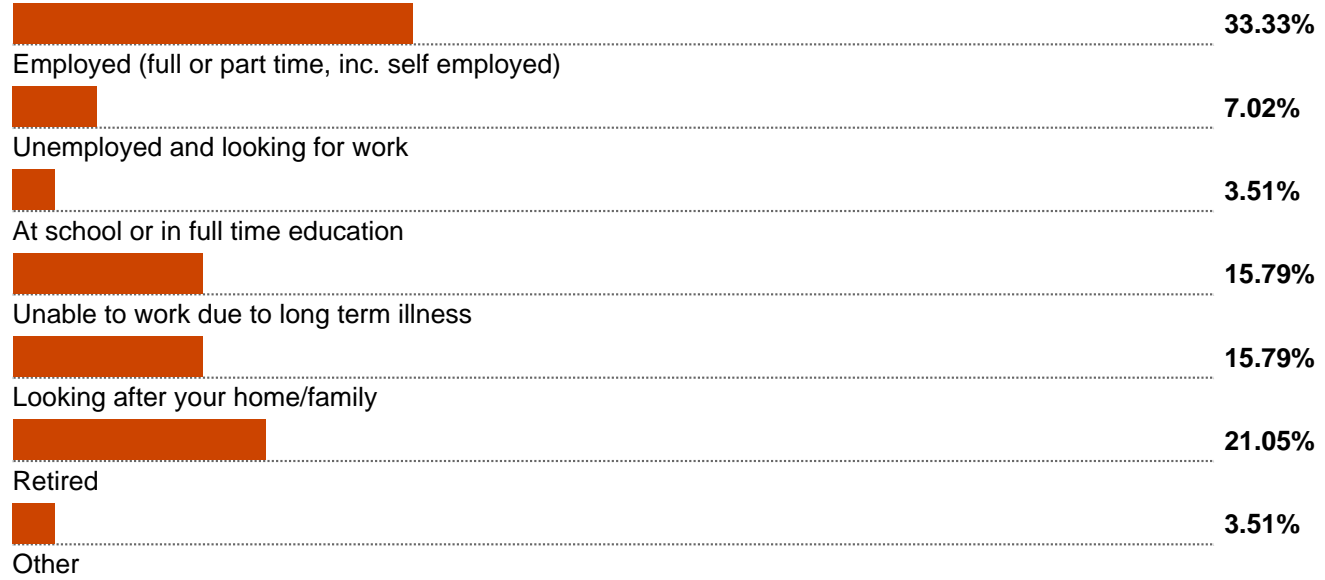 33.33%
Employed (full or part time, inc. self employed)
7.02%
Unemployed and looking for work
3.51%
At school or in full time education
15.79%
Unable to work due to long term illness
15.79%
Looking after your home/family
21.05%
Retired
3.51%
Other